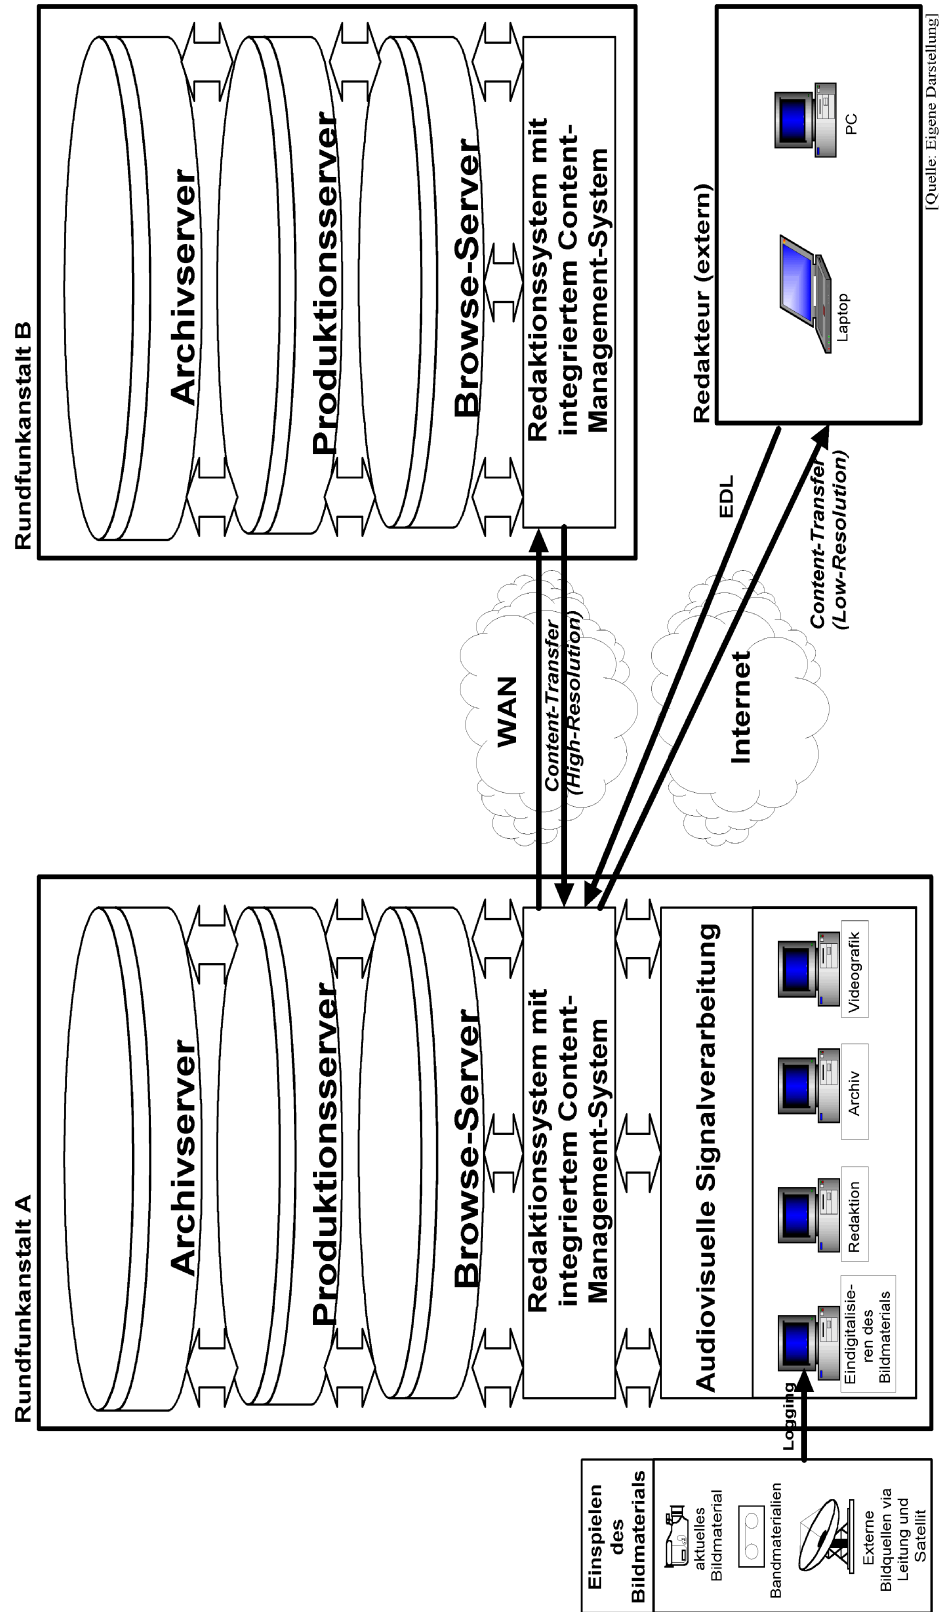 Einspielen
des
Bildmaterials
aktuelles
Bildmaterial
Bandmaterialien
Externe
Bildquellen via
Leitung und
Satellit
Logging
Rundfunkanstalt A
Archivserver
Produktionsserver
Browse-Server
Redaktionssystem mit
integriertem Content-
Management-System
Audiovisuelle Signalverarbeitung
Eindigitalisie-
ren des
Bildmaterials
Redaktion
Archiv
Videografik
WAN
Content-Transfer
(High-Resolution)
Internet
EDL
Content-Transfer
(Low-Resolution)
Rundfunkanstalt B
Archivserver
Produktionsserver
Browse-Server
Redaktionssystem mit
integriertem Content-
Management-System
Redakteur (extern)
Laptop
PC
[Quelle: Eigene Darstellung]